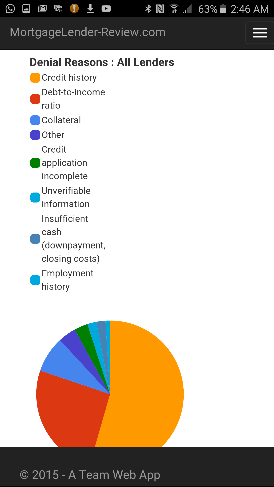 63% 2:46 AM
MortgageLender-Review.com
Denial Reasons : All Lenders
Credit history
Debt-to-Income
ratio
Collateral
Other
Credit
application
Incomplete
Unverifiable
Information
Insufficient
cash
(downpayment,
closing costs)
Employment
history
© 2015 - A Team Web App